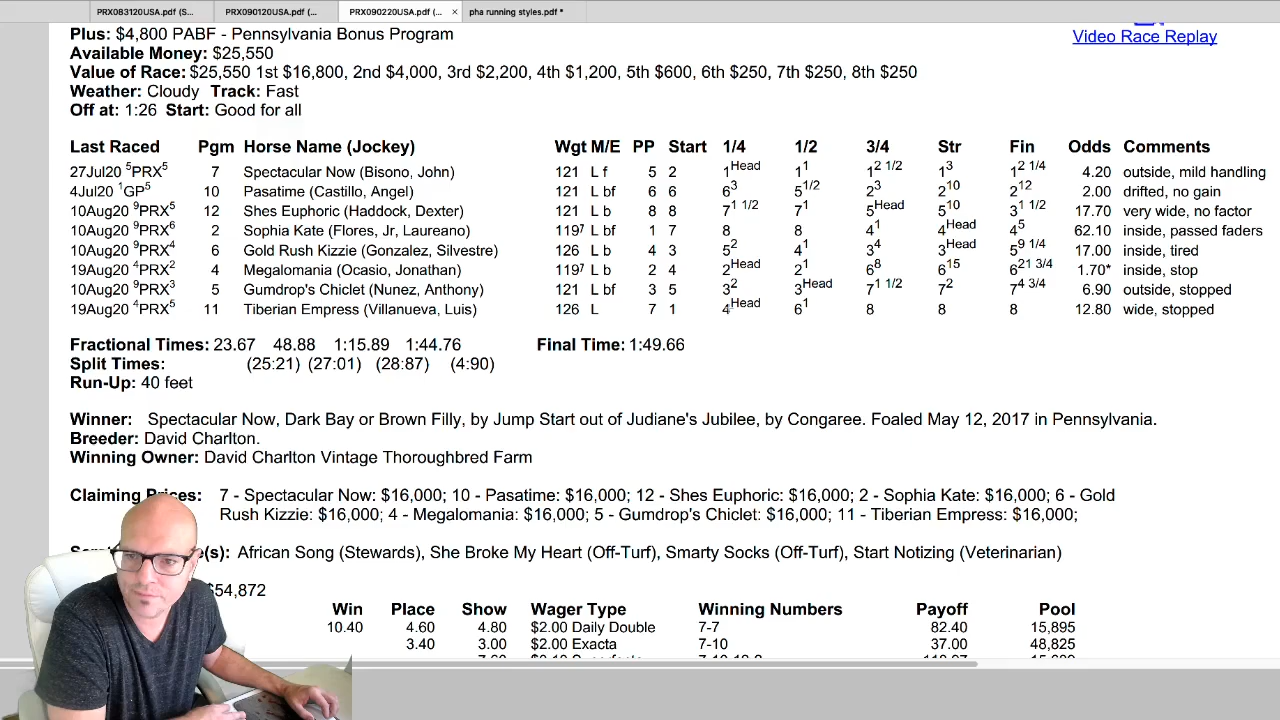 PRX083120USA.pdf (S... PRX090120USA.pdf (... PRX090220USA.pdf (... × pha running styles.pdf *
Plus: $4,800 PABF - Pennsylvania Bonus Program
Video Race Replay
Available Money: $25,550
Value of Race: $25,550 1st $16,800, 2nd $4,000, 3rd $2,200, 4th $1,200, 5th $600, 6th $250, 7th $250, 8th $250
Weather: Cloudy Track: Fast
Off at: 1:26 Start: Good for all
Last Raced Pgm Horse Name (Jockey) Wgt M/E PP Start 1/4 1/2 3/4 Str Fin Odds Comments
27Jul20 5PRX5 7 Spectacular Now (Bisono, John) 121 L f 5 2 1Head 11 12 1/2 13 12 1/4 4.20 outside, mild handling
4Jul20 1GP5 10 Pasatime (Castillo, Angel) 121 L bf 6 6 63 51/2 23 210 212 2.00 drifted, no gain
10Aug20 9PRX5 12 Shes Euphoric (Haddock, Dexter) 121 L b 8 8 71 1/2 71 5Head 510 31 1/2 17.70 very wide, no factor
10Aug20 9PRX6 2 Sophia Kate (Flores, Jr, Laureano) 1197 L bf 1 7 8 8 41 4Head 45 62.10 inside, passed faders
10Aug20 9PRX4 6 Gold Rush Kizzie (Gonzalez, Silvestre) 126 L b 4 3 52 41 34 3Head 59 1/4 17.00 inside, tired
19Aug20 4PRX2 4 Megalomania (Ocasio, Jonathan) 1197 L b 2 4 2Head 21 68 615 621 3/4 1.70* inside, stop
10Aug20 9PRX3 5 Gumdrop's Chiclet (Nunez, Anthony) 121 L bf 3 5 32 3Head 71 1/2 72 74 3/4 6.90 outside, stopped
19Aug20 4PRX5 11 Tiberian Empress (Villanueva, Luis) 126 L 7 1 4Head 61 8 8 8 12.80 wide, stopped
Fractional Times: 23.67 48.88 1:15.89 1:44.76 Final Time: 1:49.66
Split Times: (25:21) (27:01) (28:87) (4:90)
Run-Up: 40 feet
Winner: Spectacular Now, Dark Bay or Brown Filly, by Jump Start out of Judiane's Jubilee, by Congaree. Foaled May 12, 2017 in Pennsylvania.
Breeder: David Charlton.
Winning Owner: David Charlton Vintage Thoroughbred Farm
Claiming Prices: 7 - Spectacular Now: $16,000; 10 - Pasatime: $16,000; 12 - Shes Euphoric: $16,000; 2 - Sophia Kate: $16,000; 6 - Gold
Rush Kizzie: $16,000; 4 - Megalomania: $16,000; 5 - Gumdrop's Chiclet: $16,000; 11 - Tiberian Empress: $16,000;
(s): African Song (Stewards), She Broke My Heart (Off-Turf), Smarty Socks (Off-Turf), Start Notizing (Veterinarian)
$54,872
Win Place Show Wager Type Winning Numbers Payoff Pool
10.40 4.60 4.80 $2.00 Daily Double 7-7 82.40 15,895
3.40 3.00 $2.00 Exacta 7-10 37.00 48,825